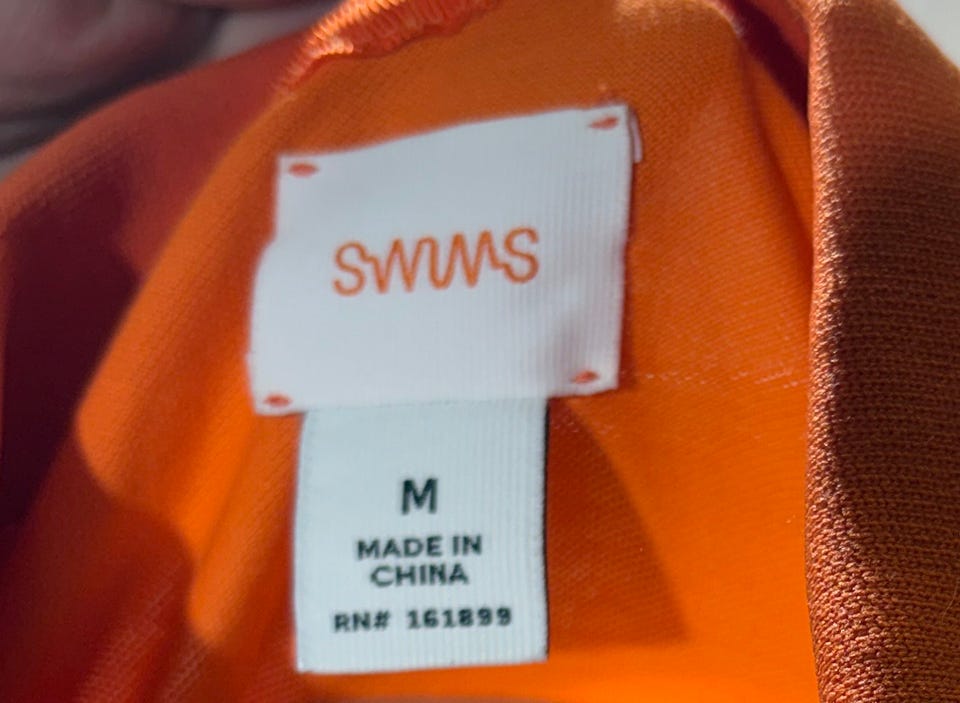 SWIMS
M
MADE IN
CHINA
RN# 161899